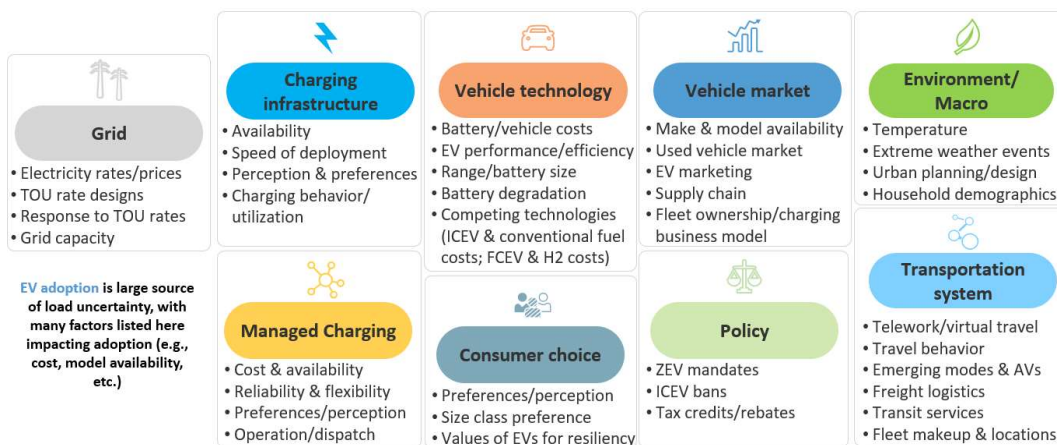 Grid
• Electricity rates/prices
• TOU rate designs
• Response to TOU rates
• Grid capacity
EV adoption is large source
of load uncertainty, with
many factors listed here
impacting adoption (e.g.,
cost, model availability,
etc.)
Charging
infrastructure
• Availability
• Speed of deployment
• Perception & preferences
• Charging behavior/
utilization
Managed Charging
• Cost & availability
• Reliability & flexibility
• Preferences/perception
• Operation/dispatch
Vehicle technology
• Battery/vehicle costs
• EV performance/efficiency
• Range/battery size
• Battery degradation
• Competing technologies
(ICEV & conventional fuel
costs; FCEV & H2 costs)
Consumer choice
• Preferences/perception
• Size class preference
• Values of EVs for resiliency
Vehicle market
• Make & model availability
• Used vehicle market
• EV marketing
• Supply chain
• Fleet ownership/charging
business model
Policy
• ZEV mandates
• ICEV bans
• Tax credits/rebates
Environment/
Macro
• Temperature
• Extreme weather events
• Urban planning/design
• Household demographics
Transportation
system
• Telework/virtual travel
• Travel behavior
• Emerging modes & AVs
• Freight logistics
• Transit services
• Fleet makeup & locations